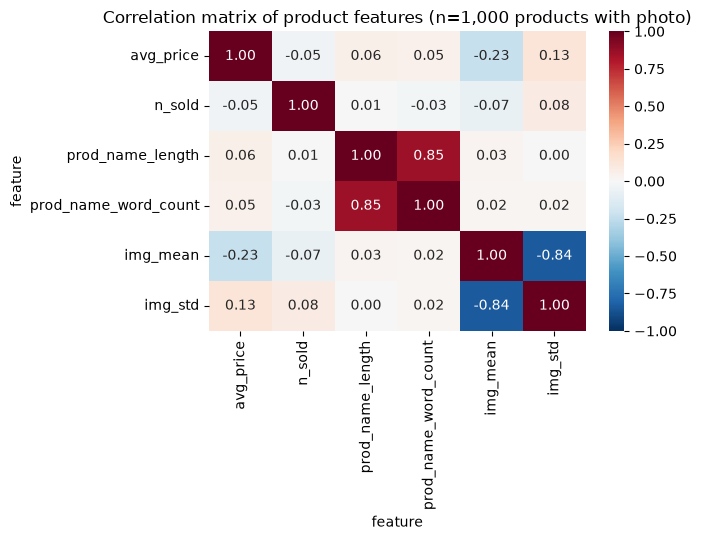 Correlation matrix of product features (n=1,000 products with photo)
feature
avg_price 1.00 -0.05 0.06 0.05 -0.23 0.13
n_sold -0.05 1.00 0.01 -0.03 -0.07 0.08
prod_name_length 0.06 0.01 1.00 0.85 0.03 0.00
prod_name_word_count 0.05 -0.03 0.85 1.00 0.02 0.02
img_mean -0.23 -0.07 0.03 0.02 1.00 -0.84
img_std 0.13 0.08 0.00 0.02 -0.84 1.00
avg_price n_sold prod_name_length prod_name_word_count img_mean img_std
feature
1.00
0.75
0.50
0.25
0.00
−0.25
−0.50
−0.75
−1.00